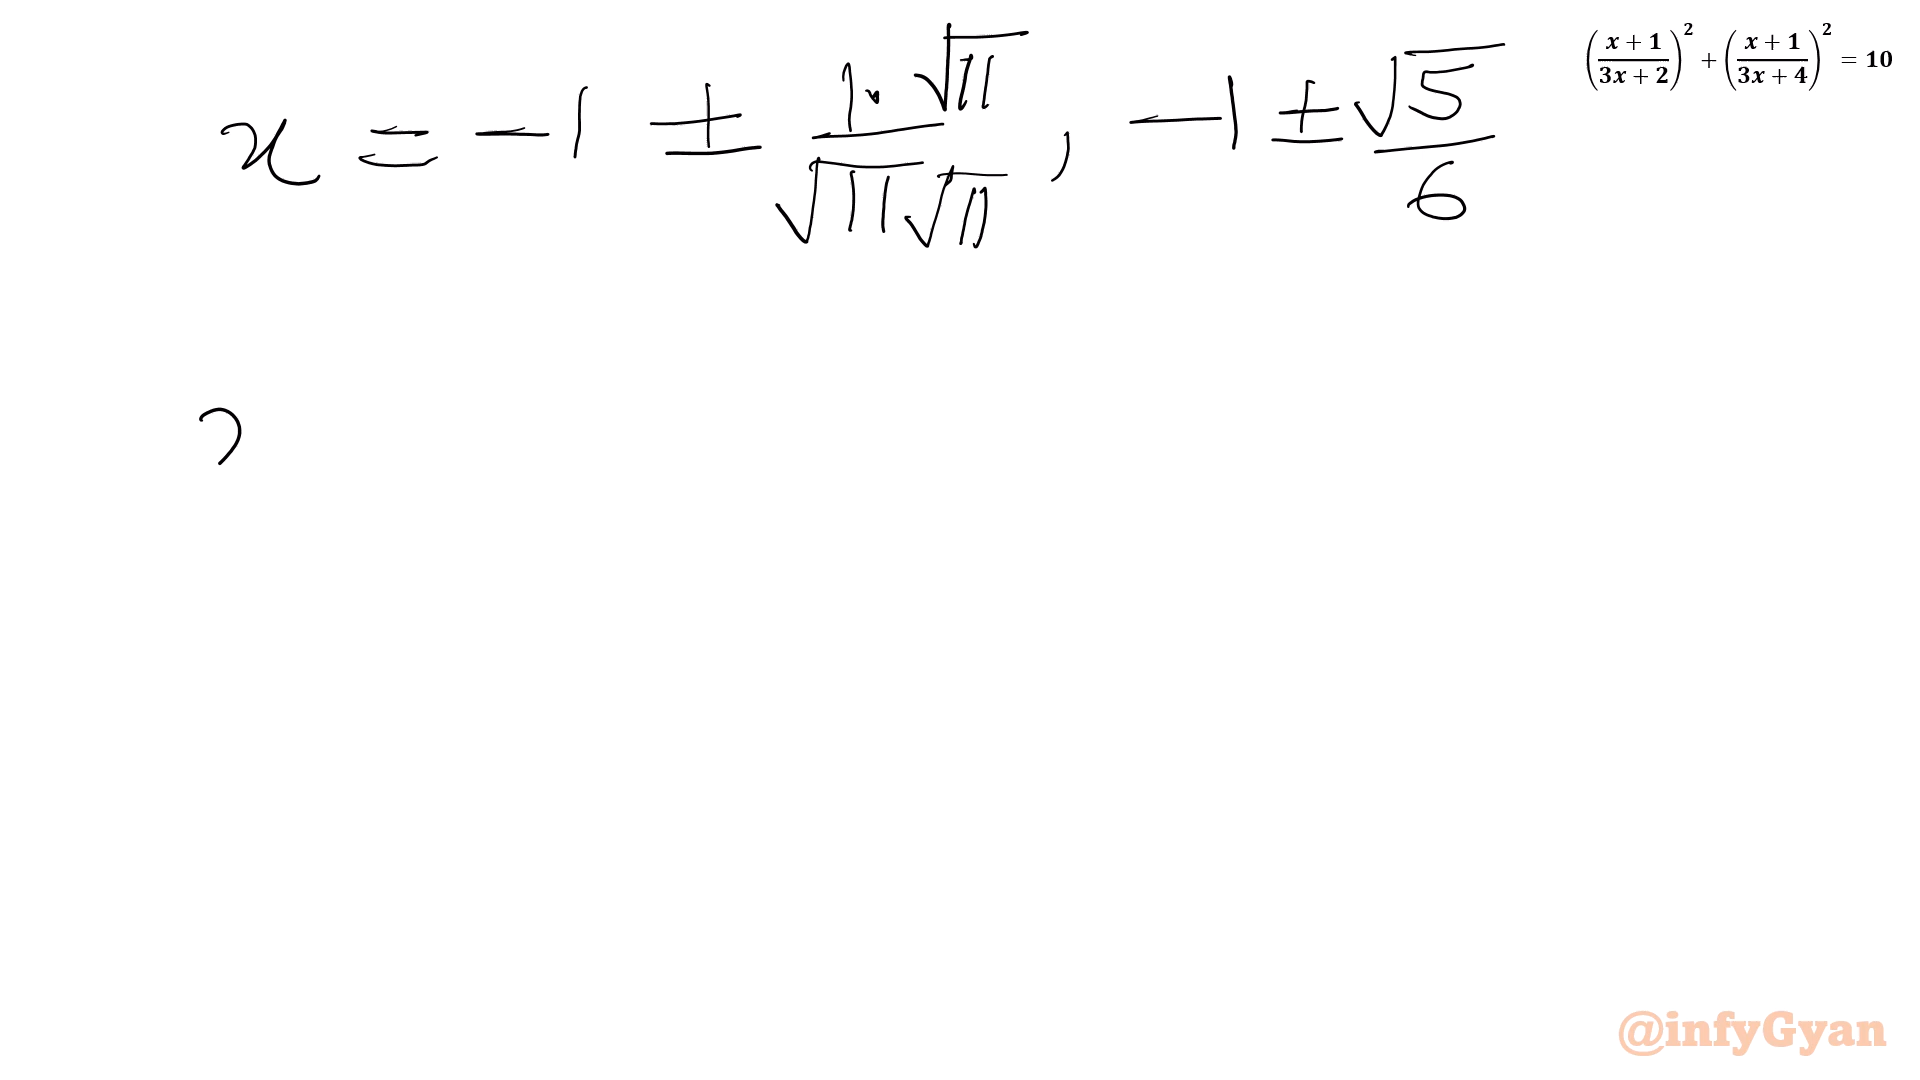 ((x + 1)/(3x + 2))² + ((x + 1)/(3x + 4))² = 10
x = −1 ± (1·√11)/(√11√11) , −1 ± √5/6
@infyGyan